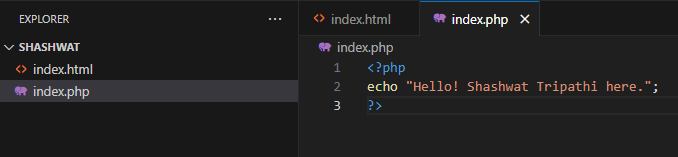 EXPLORER
SHASHWAT
index.html
index.php
index.html index.php
index.php
1 <?php
2 echo "Hello! Shashwat Tripathi here.";
3 ?>